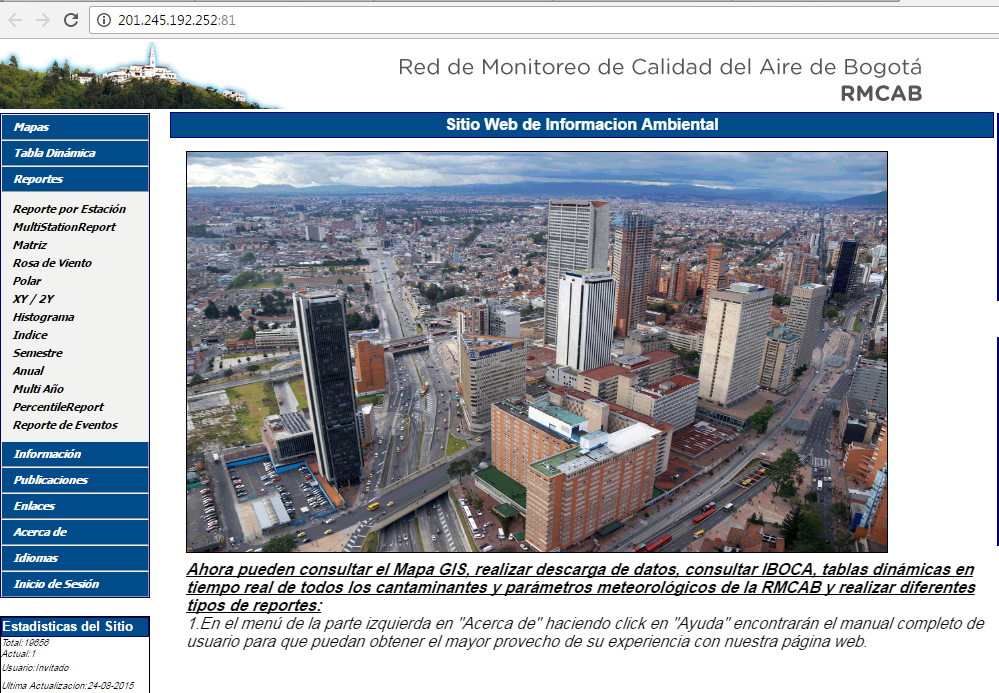 201.245.192.252:81
Red de Monitoreo de Calidad del Aire de Bogotá
RMCAB
Mapas
Tabla Dinámica
Reportes
Reporte por Estación
MultiStationReport
Matriz
Rosa de Viento
Polar
XY / 2Y
Histograma
Indice
Semestre
Anual
Multi Año
PercentileReport
Reporte de Eventos
Información
Publicaciones
Enlaces
Acerca de
Idiomas
Inicio de Sesión
Estadisticas del Sitio
Total:19656
Actual:1
Usuario:Invitado
Ultima Actualizacion:24-08-2015
Sitio Web de Informacion Ambiental
Ahora pueden consultar el Mapa GIS, realizar descarga de datos, consultar IBOCA, tablas dinámicas en
tiempo real de todos los cantaminantes y parámetros meteorológicos de la RMCAB y realizar diferentes
tipos de reportes:
1.En el menú de la parte izquierda en "Acerca de" haciendo click en "Ayuda" encontrarán el manual completo de
usuario para que puedan obtener el mayor provecho de su experiencia con nuestra página web.